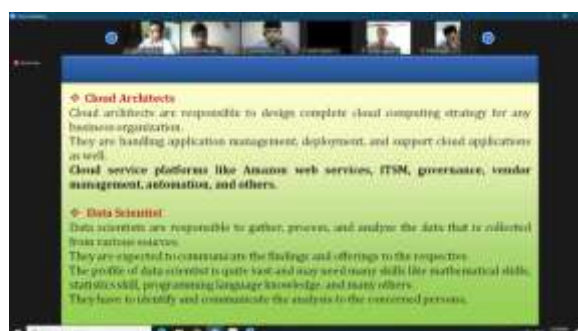 ❖ Cloud Architects
Cloud architects are responsible to design complete cloud computing strategy for any
business organization.
They are handling application management, deployment, and support cloud applications
as well.
Cloud service platforms like Amazon web services, ITSM, governance, vendor
management, automation, and others.
❖ Data Scientist
Data scientists are responsible to gather, process, and analyze the data that is collected
from various sources.
They are expected to communicate the findings and offerings to the respective.
The profile of data scientist is quite vast and may need many skills like mathematical skills,
statistics skill, programming language knowledge, and many others.
They have to identify and communicate the analysis to the concerned persons.